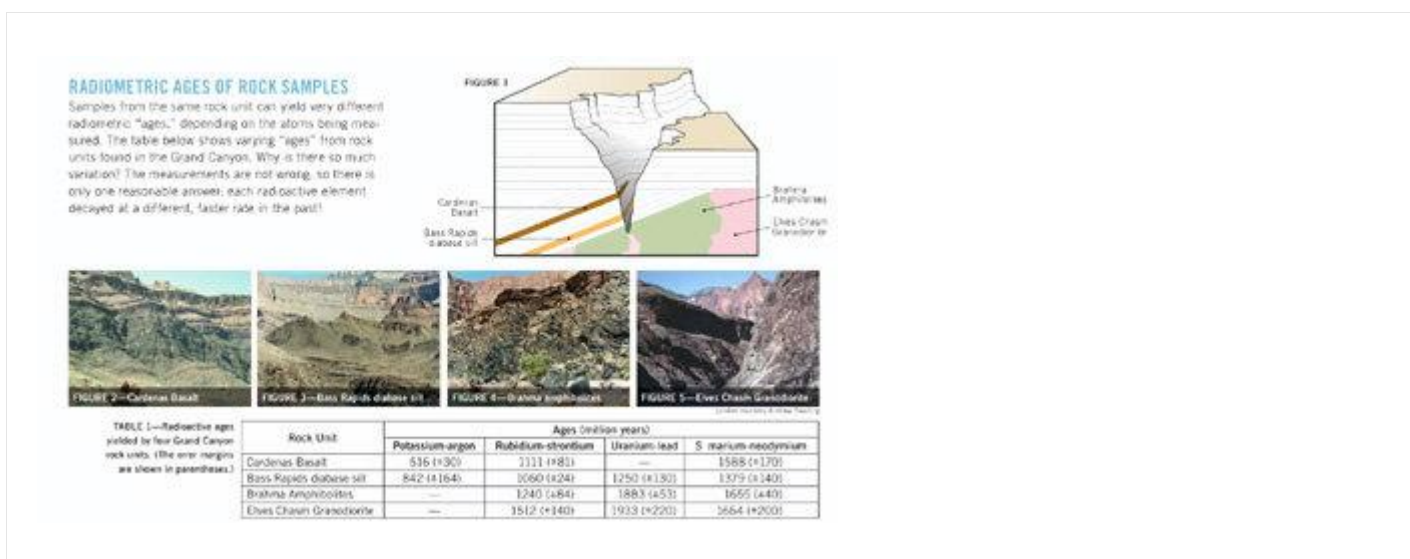 RADIOMETRIC AGES OF ROCK SAMPLES
Samples from the same rock unit can yield very different
radiometric "ages," depending on the atoms being mea-
sured. The table below shows varying "ages" from rock
units found in the Grand Canyon. Why is there so much
variation? The measurements are not wrong, so there is
only one reasonable answer: each radioactive element
decayed at a different, faster rate in the past!
FIGURE 1
Cardenas
Basalt
Bass Rapids
diabase sill
Brahma
Amphibolites
Elves Chasm
Granodiorite
FIGURE 2—Cardenas Basalt
FIGURE 3—Bass Rapids diabase sill
FIGURE 4—Brahma amphibolites
FIGURE 5—Elves Chasm Granodiorite
TABLE 1—Radioactive ages
yielded by four Grand Canyon
rock units. (The error margins
are shown in parentheses.)
Rock Unit
Ages (million years)
Potassium-argon Rubidium-strontium Uranium-lead S marium-neodymium
Cardenas Basalt 516 (±30) 1111 (±81) — 1588 (±170)
Bass Rapids diabase sill 842 (±164) 1060 (±24) 1250 (±130) 1379 (±140)
Brahma Amphibolites — 1240 (±84) 1883 (±53) 1655 (±40)
Elves Chasm Granodiorite — 1512 (±140) 1933 (±220) 1664 (±200)